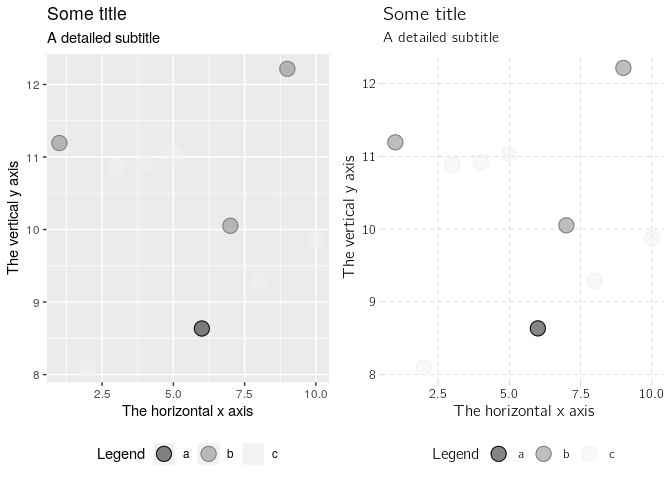 Some title
A detailed subtitle
The vertical y axis
12
11
10
9
8
2.5 5.0 7.5 10.0
The horizontal x axis
Legend a b c
Some title
A detailed subtitle
The vertical y axis
12
11
10
9
8
2.5 5.0 7.5 10.0
The horizontal x axis
Legend a b c